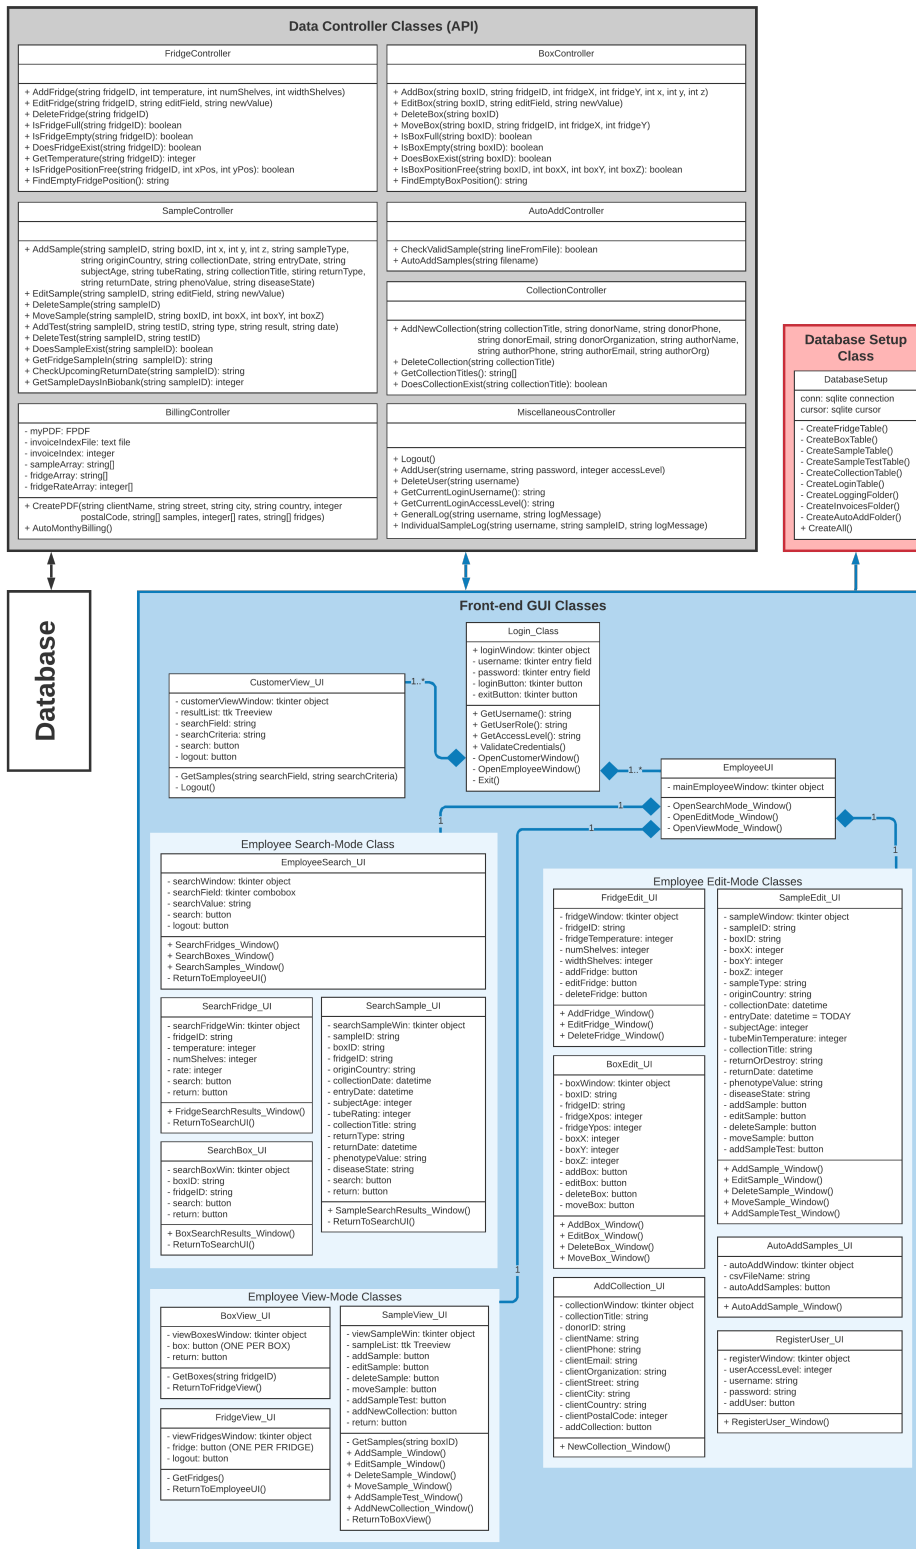 Data Controller Classes (API)
FridgeController
+ AddFridge(string fridgeID, int temperature, int numShelves, int widthShelves)
+ EditFridge(string fridgeID, string editField, string newValue)
+ DeleteFridge(string fridgeID)
+ IsFridgeFull(string fridgeID): boolean
+ IsFridgeEmpty(string fridgeID): boolean
+ DoesFridgeExist(string fridgeID): boolean
+ GetTemperature(string fridgeID): integer
+ IsFridgePositionFree(string fridgeID, int xPos, int yPos): boolean
+ FindEmptyFridgePosition(): string
BoxController
+ AddBox(string boxID, string fridgeID, int fridgeX, int fridgeY, int x, int y, int z)
+ EditBox(string boxID, string editField, string newValue)
+ DeleteBox(string boxID)
+ MoveBox(string boxID, string fridgeID, int fridgeX, int fridgeY)
+ IsBoxFull(string boxID): boolean
+ IsBoxEmpty(string boxID): boolean
+ DoesBoxExist(string boxID): boolean
+ IsBoxPositionFree(string boxID, int boxX, int boxY, int boxZ): boolean
+ FindEmptyBoxPosition(): string
SampleController
+ AddSample(string sampleID, string boxID, int x, int y, int z, string sampleType,
string originCountry, string collectionDate, string entryDate, string
subjectAge, string tubeRating, string collectionTitle, string returnType,
string returnDate, string phenoValue, string diseaseState)
+ EditSample(string sampleID, string editField, string newValue)
+ DeleteSample(string sampleID)
+ MoveSample(string sampleID, string boxID, int boxX, int boxY, int boxZ)
+ AddTest(string sampleID, string testID, string type, string result, string date)
+ DeleteTest(string sampleID, string testID)
+ DoesSampleExist(string sampleID): boolean
+ GetFridgeSampleIn(string sampleID): string
+ CheckUpcomingReturnDate(string sampleID): string
+ GetSampleDaysInBiobank(string sampleID): integer
AutoAddController
+ CheckValidSample(string lineFromFile): boolean
+ AutoAddSamples(string filename)
CollectionController
+ AddNewCollection(string collectionTitle, string donorName, string donorPhone,
string donorEmail, string donorOrganization, string authorName,
string authorPhone, string authorEmail, string authorOrg)
+ DeleteCollection(string collectionTitle)
+ GetCollectionTitles(): string[]
+ DoesCollectionExist(string collectionTitle): boolean
BillingController
- myPDF: FPDF
- invoiceIndexFile: text file
- invoiceIndex: integer
- sampleArray: string[]
- fridgeArray: string[]
- fridgeRateArray: integer[]
+ CreatePDF(string clientName, string street, string city, string country, integer
postalCode, string[] samples, integer[] rates, string[] fridges)
+ AutoMonthyBilling()
MiscellaneousController
+ Logout()
+ AddUser(string username, string password, integer accessLevel)
+ DeleteUser(string username)
+ GetCurrentLoginUsername(): string
+ GetCurrentLoginAccessLevel(): string
+ GeneralLog(string username, string logMessage)
+ IndividualSampleLog(string username, string sampleID, string logMessage)
Database Setup
Class
DatabaseSetup
conn: sqlite connection
cursor: sqlite cursor
- CreateFridgeTable()
- CreateBoxTable()
- CreateSampleTable()
- CreateSampleTestTable()
- CreateCollectionTable()
- CreateLoginTable()
- CreateLoggingFolder()
- CreateInvoicesFolder()
- CreateAutoAddFolder()
+ CreateAll()
Database
Front-end GUI Classes
Login_Class
+ loginWindow: tkinter object
- username: tkinter entry field
- password: tkinter entry field
- loginButton: tkinter button
- exitButton: tkinter button
+ GetUsername(): string
+ GetUserRole(): string
+ GetAccessLevel(): string
+ ValidateCredentials()
- OpenCustomerWindow()
- OpenEmployeeWindow()
- Exit()
CustomerView_UI
- customerViewWindow: tkinter object
- resultList: ttk Treeview
- searchField: string
- searchCriteria: string
- search: button
- logout: button
- GetSamples(string searchField, string searchCriteria)
- Logout()
1..*
1..*
EmployeeUI
- mainEmployeeWindow: tkinter object
- OpenSearchMode_Window()
- OpenEditMode_Window()
- OpenViewMode_Window()
1
1
1
1
1
1
Employee Search-Mode Class
EmployeeSearch_UI
- searchWindow: tkinter object
- searchField: tkinter combobox
- searchValue: string
- search: button
- logout: button
+ SearchFridges_Window()
+ SearchBoxes_Window()
+ SearchSamples_Window()
- ReturnToEmployeeUI()
SearchFridge_UI
- searchFridgeWin: tkinter object
- fridgeID: string
- temperature: integer
- numShelves: integer
- rate: integer
- search: button
- return: button
+ FridgeSearchResults_Window()
- ReturnToSearchUI()
SearchBox_UI
- searchBoxWin: tkinter object
- boxID: string
- fridgeID: string
- search: button
- return: button
+ BoxSearchResults_Window()
- ReturnToSearchUI()
SearchSample_UI
- searchSampleWin: tkinter object
- sampleID: string
- boxID: string
- fridgeID: string
- originCountry: string
- collectionDate: datetime
- entryDate: datetime
- subjectAge: integer
- tubeRating: integer
- collectionTitle: string
- returnType: string
- returnDate: datetime
- phenotypeValue: string
- diseaseState: string
- search: button
- return: button
+ SampleSearchResults_Window()
- ReturnToSearchUI()
Employee Edit-Mode Classes
FridgeEdit_UI
- fridgeWindow: tkinter object
- fridgeID: string
- fridgeTemperature: integer
- numShelves: integer
- widthShelves: integer
- addFridge: button
- editFridge: button
- deleteFridge: button
+ AddFridge_Window()
+ EditFridge_Window()
+ DeleteFridge_Window()
BoxEdit_UI
- boxWindow: tkinter object
- boxID: string
- fridgeID: string
- fridgeXpos: integer
- fridgeYpos: integer
- boxX: integer
- boxY: integer
- boxZ: integer
- addBox: button
- editBox: button
- deleteBox: button
- moveBox: button
+ AddBox_Window()
+ EditBox_Window()
+ DeleteBox_Window()
+ MoveBox_Window()
AddCollection_UI
- collectionWindow: tkinter object
- collectionTitle: string
- donorID: string
- clientName: string
- clientPhone: string
- clientEmail: string
- clientOrganization: string
- clientStreet: string
- clientCity: string
- clientCountry: string
- clientPostalCode: integer
- addCollection: button
+ NewCollection_Window()
SampleEdit_UI
- sampleWindow: tkinter object
- sampleID: string
- boxID: string
- boxX: integer
- boxY: integer
- boxZ: integer
- sampleType: string
- originCountry: string
- collectionDate: datetime
- entryDate: datetime = TODAY
- subjectAge: integer
- tubeMinTemperature: integer
- collectionTitle: string
- returnOrDestroy: string
- returnDate: datetime
- phenotypeValue: string
- diseaseState: string
- addSample: button
- editSample: button
- deleteSample: button
- moveSample: button
- addSampleTest: button
+ AddSample_Window()
+ EditSample_Window()
+ DeleteSample_Window()
+ MoveSample_Window()
+ AddSampleTest_Window()
AutoAddSamples_UI
- autoAddWindow: tkinter object
- csvFileName: string
- autoAddSamples: button
+ AutoAddSample_Window()
RegisterUser_UI
- registerWindow: tkinter object
- userAccessLevel: integer
- username: string
- password: string
- addUser: button
+ RegisterUser_Window()
Employee View-Mode Classes
BoxView_UI
- viewBoxesWindow: tkinter object
- box: button (ONE PER BOX)
- return: button
- GetBoxes(string fridgeID)
- ReturnToFridgeView()
FridgeView_UI
- viewFridgesWindow: tkinter object
- fridge: button (ONE PER FRIDGE)
- logout: button
- GetFridges()
- ReturnToEmployeeUI()
SampleView_UI
- viewSampleWin: tkinter object
- sampleList: ttk Treeview
- addSample: button
- editSample: button
- deleteSample: button
- moveSample: button
- addSampleTest: button
- addNewCollection: button
- return: button
- GetSamples(string boxID)
+ AddSample_Window()
+ EditSample_Window()
+ DeleteSample_Window()
+ MoveSample_Window()
+ AddSampleTest_Window()
+ AddNewCollection_Window()
- ReturnToBoxView()